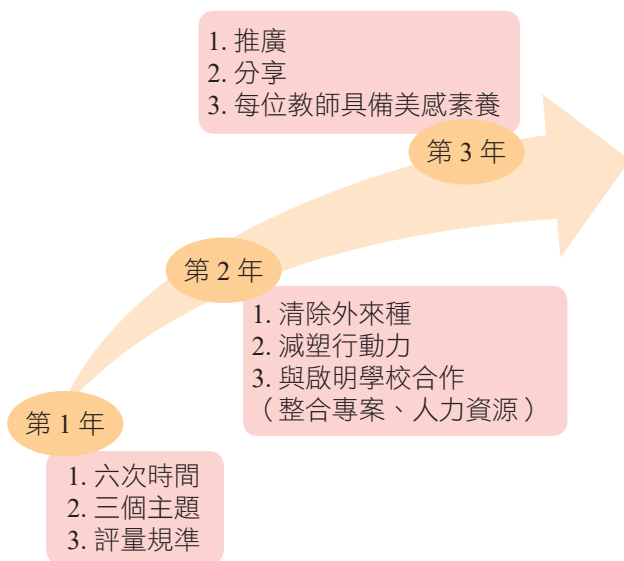 1. 推廣
2. 分享
3. 每位教師具備美感素養
第 3 年
第 2 年
1. 清除外來種
2. 減塑行動力
3. 與啟明學校合作
（整合專案、人力資源）
第 1 年
1. 六次時間
2. 三個主題
3. 評量規準